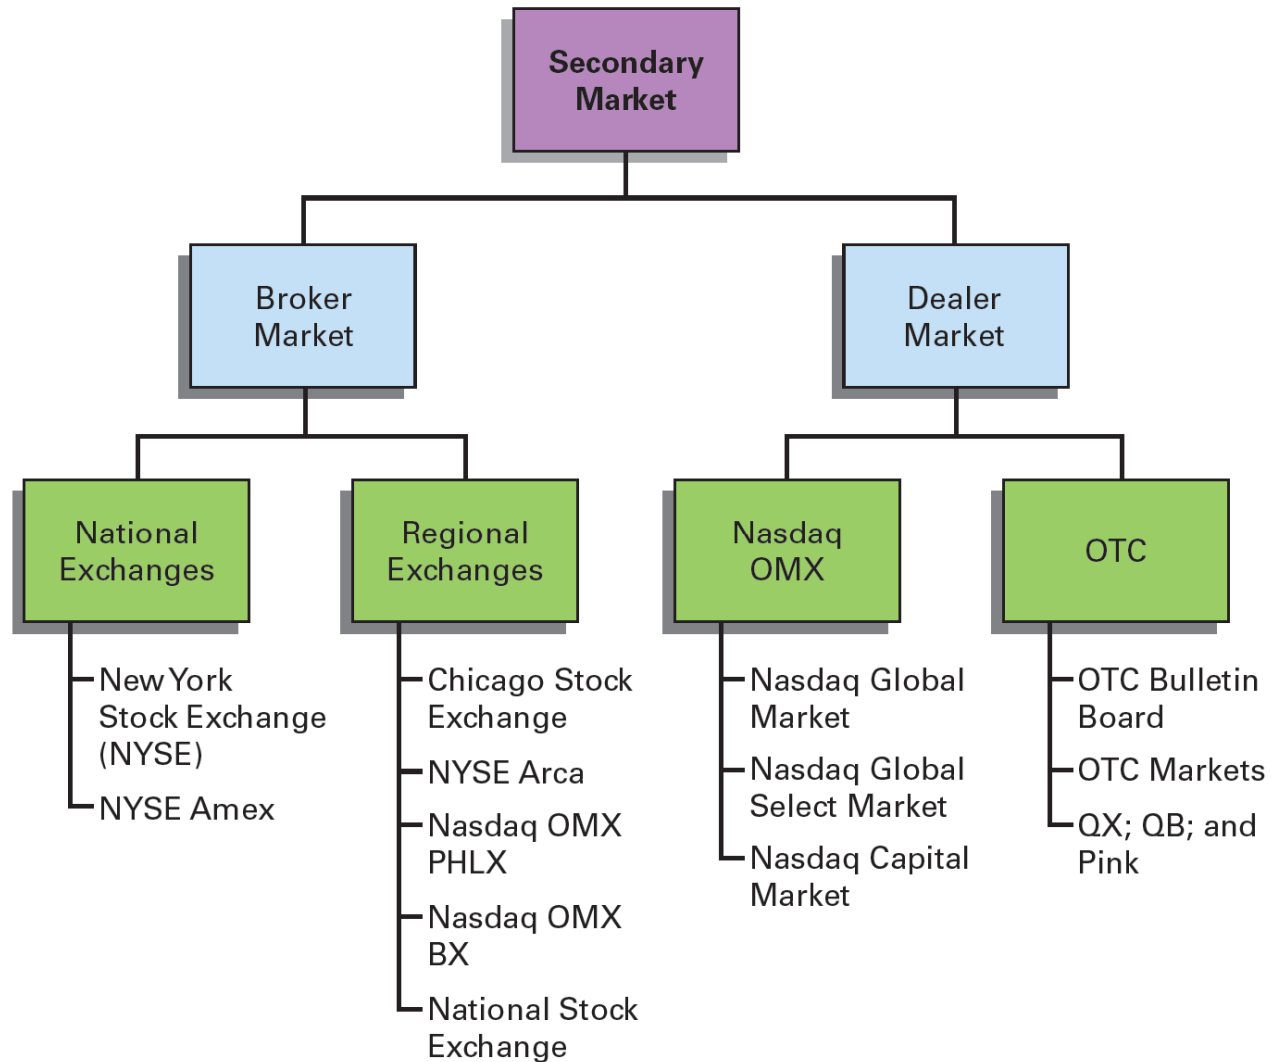 Secondary
Market
Broker
Market
Dealer
Market
National
Exchanges
Regional
Exchanges
Nasdaq
OMX
OTC
New York
Stock Exchange
(NYSE)
NYSE Amex
Chicago Stock
Exchange
NYSE Arca
Nasdaq OMX
PHLX
Nasdaq OMX
BX
National Stock
Exchange
Nasdaq Global
Market
Nasdaq Global
Select Market
Nasdaq Capital
Market
OTC Bulletin
Board
OTC Markets
QX; QB; and
Pink